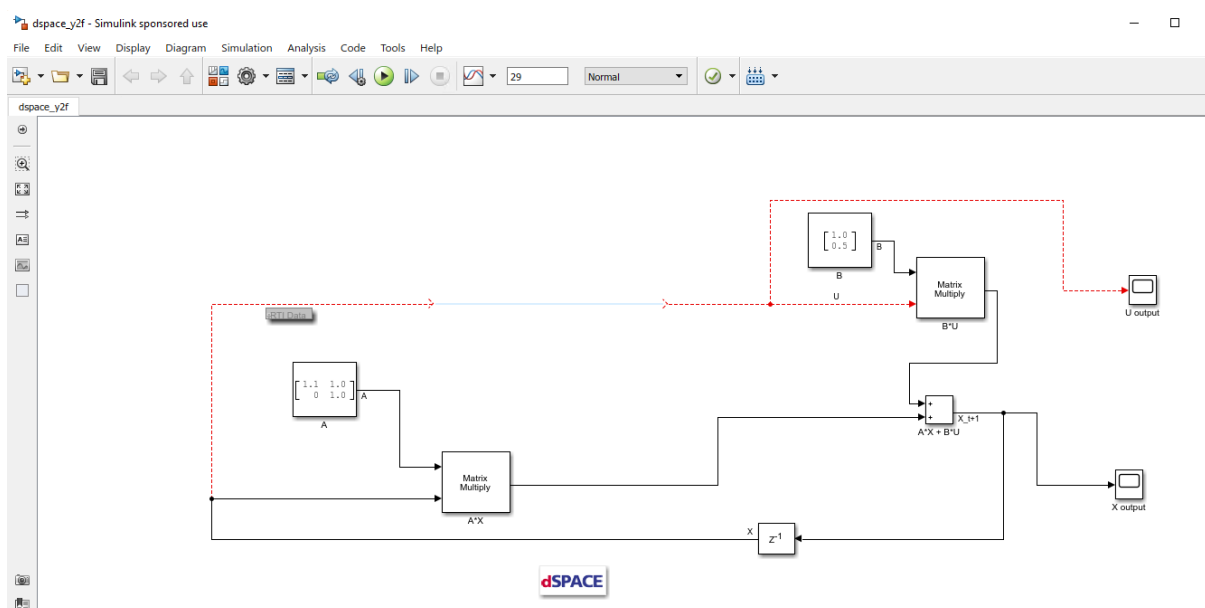 dspace_y2f - Simulink sponsored use
File Edit View Display Diagram Simulation Analysis Code Tools Help
29 Normal
dspace_y2f
1.0
0.5
B
B
Matrix
Multiply
U
B*U
U output
RTI Data
1.1 1.0
0 1.0
A
A
+
+
X_t+1
A*X + B*U
Matrix
Multiply
A*X
X output
X
Z-1
dSPACE